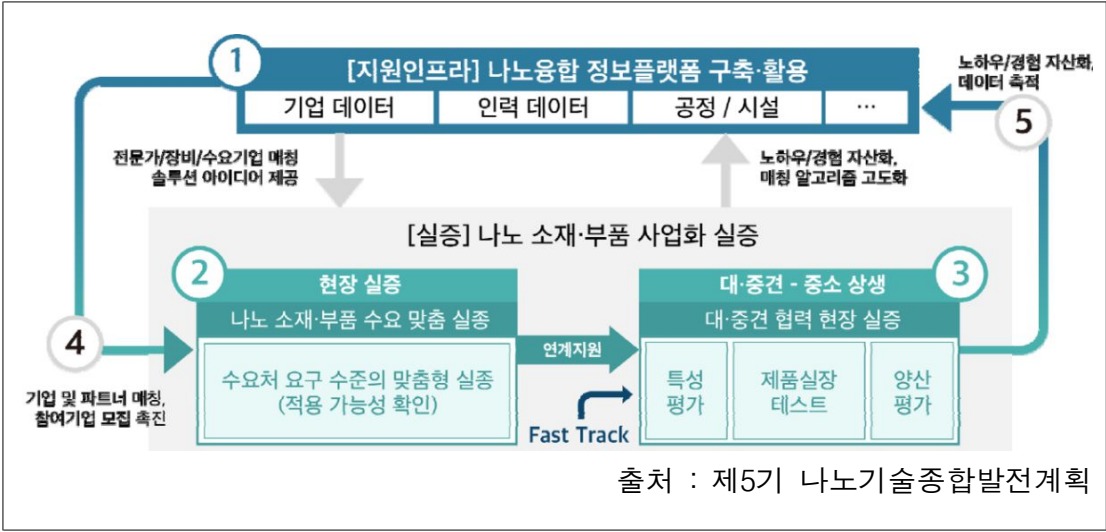 1
[지원인프라] 나노융합 정보플랫폼 구축·활용
기업 데이터
인력 데이터
공정 / 시설
···
노하우/경험 자산화,
데이터 축적
5
전문가/장비/수요기업 매칭
솔루션 아이디어 제공
노하우/경험 자산화,
매칭 알고리즘 고도화
[실증] 나노 소재·부품 사업화 실증
2
현장 실증
나노 소재·부품 수요 맞춤 실종
수요처 요구 수준의 맞춤형 실종
(적용 가능성 확인)
연계지원
Fast Track
대·중견 - 중소 상생
3
대·중견 협력 현장 실증
특성
평가
제품실장
테스트
양산
평가
4
기업 및 파트너 매칭,
참여기업 모집 촉진
출처 : 제5기 나노기술종합발전계획